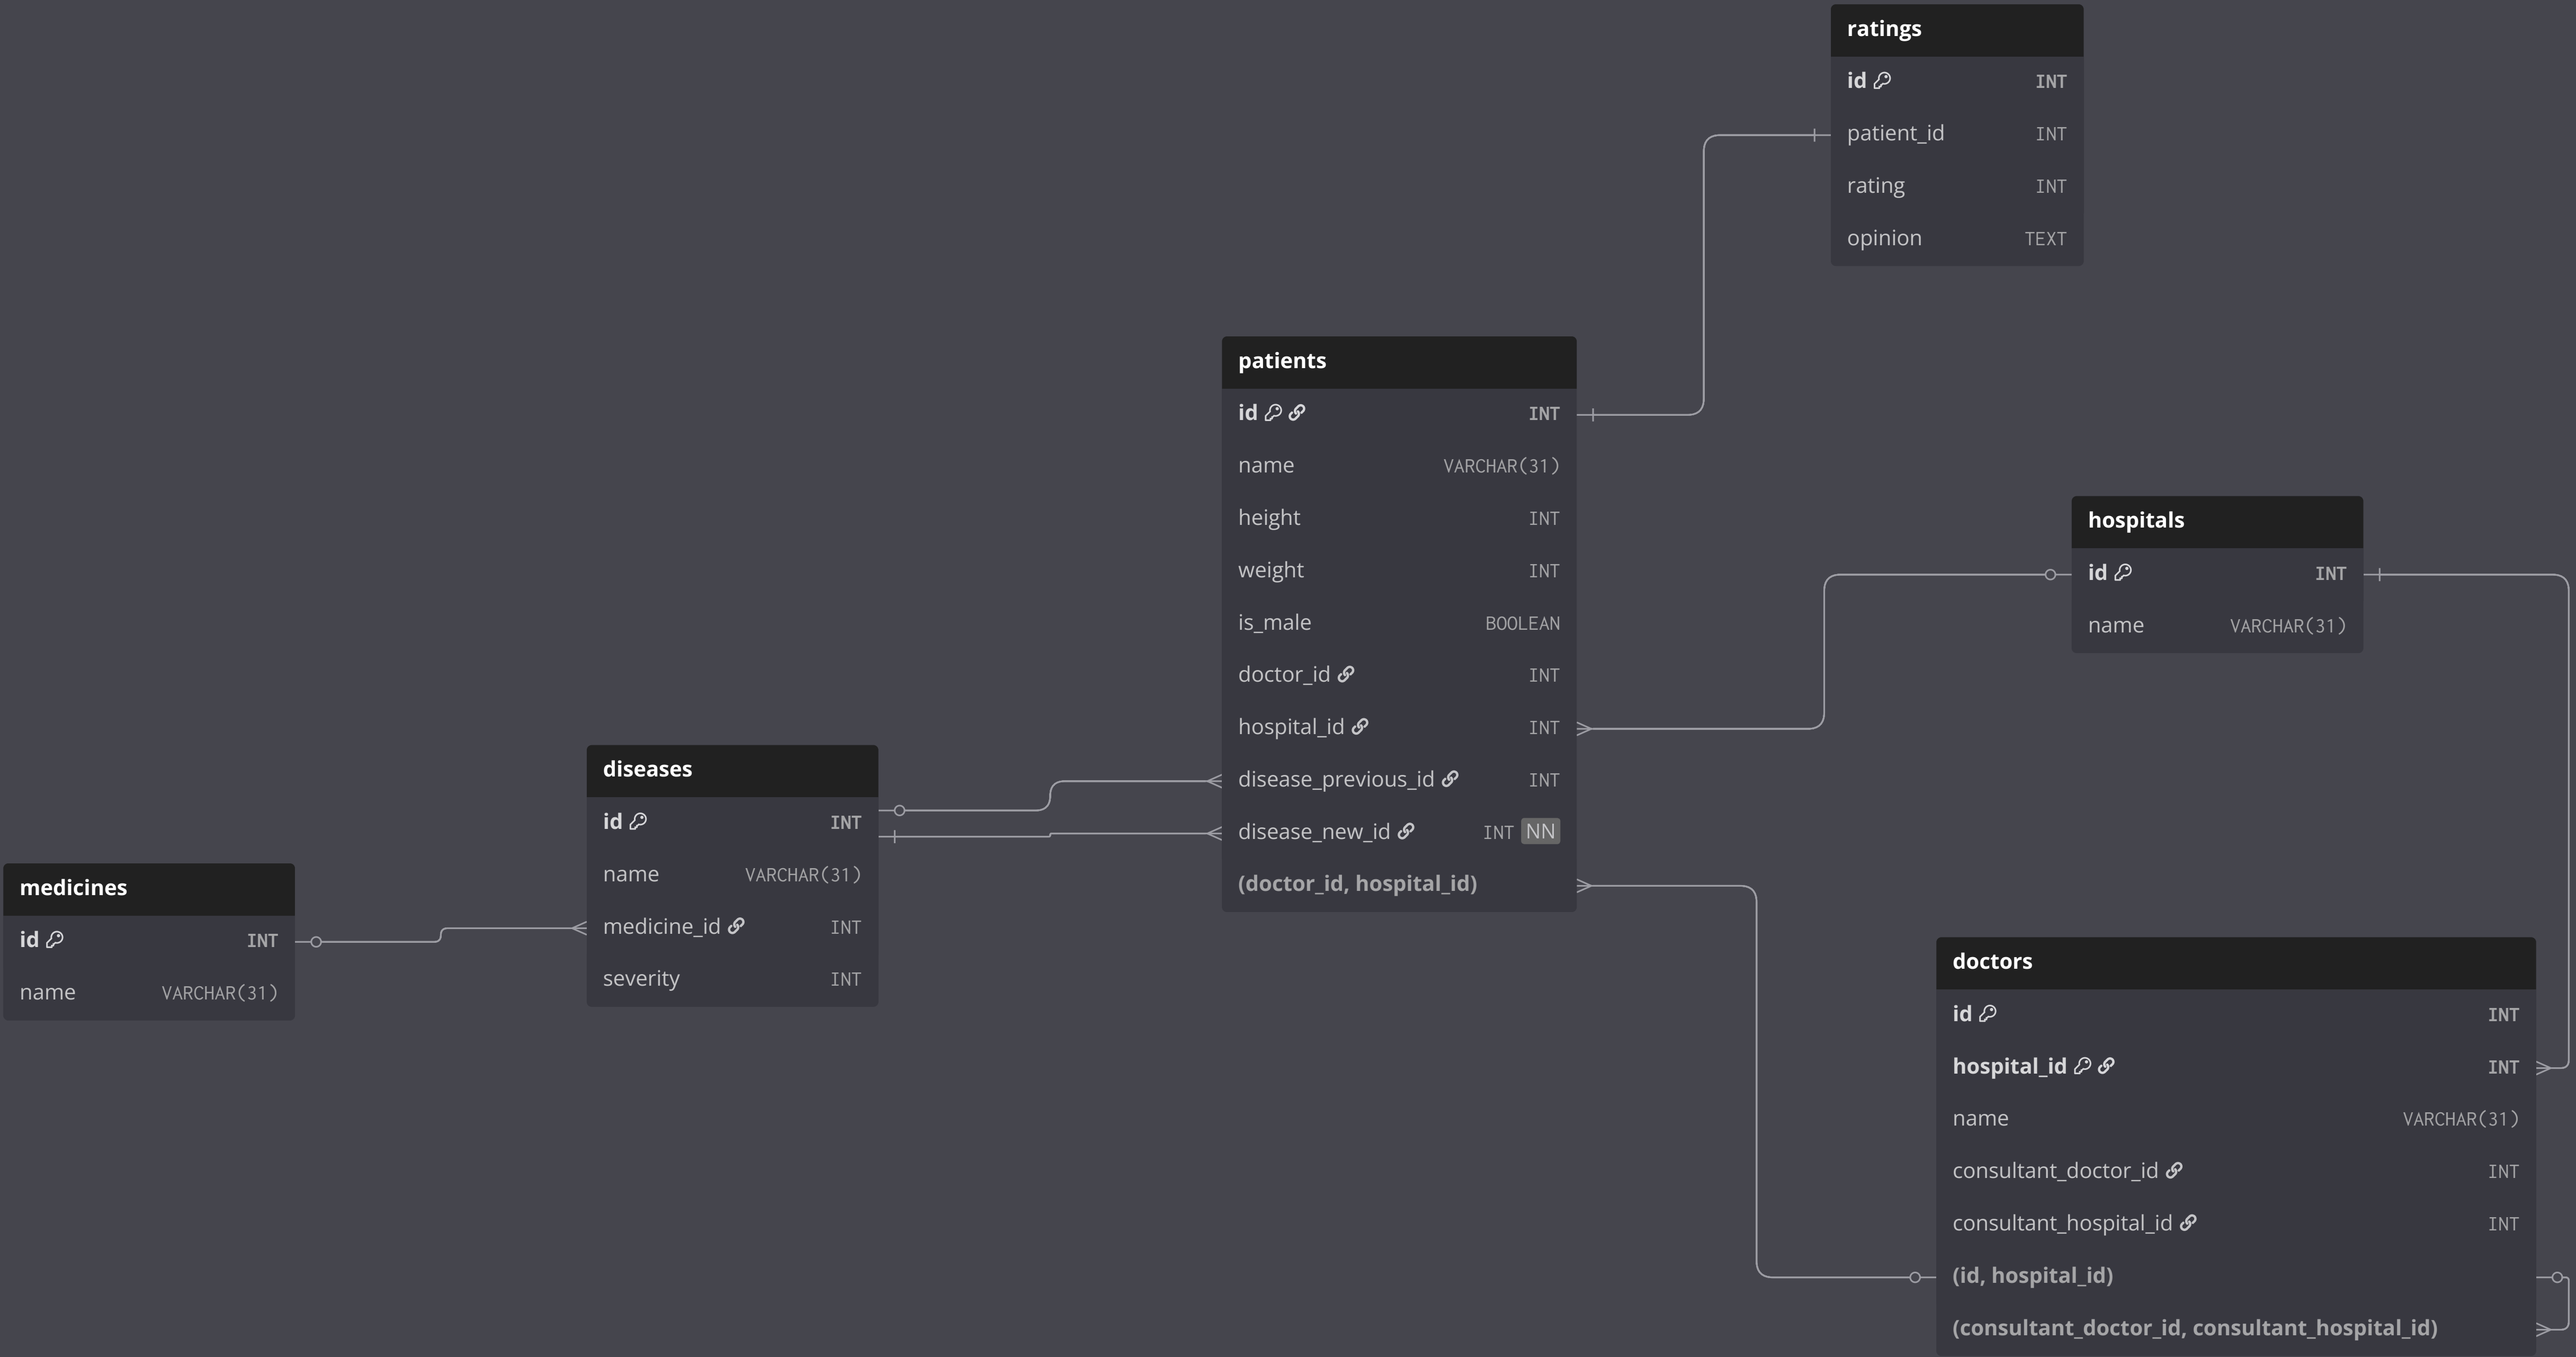 ratings
id INT
patient_id INT
rating INT
opinion TEXT
patients
id INT
name VARCHAR(31)
height INT
weight INT
is_male BOOLEAN
doctor_id INT
hospital_id INT
disease_previous_id INT
disease_new_id INT NN
(doctor_id, hospital_id)
hospitals
id INT
name VARCHAR(31)
diseases
id INT
name VARCHAR(31)
medicine_id INT
severity INT
medicines
id INT
name VARCHAR(31)
doctors
id INT
hospital_id INT
name VARCHAR(31)
consultant_doctor_id INT
consultant_hospital_id INT
(id, hospital_id)
(consultant_doctor_id, consultant_hospital_id)